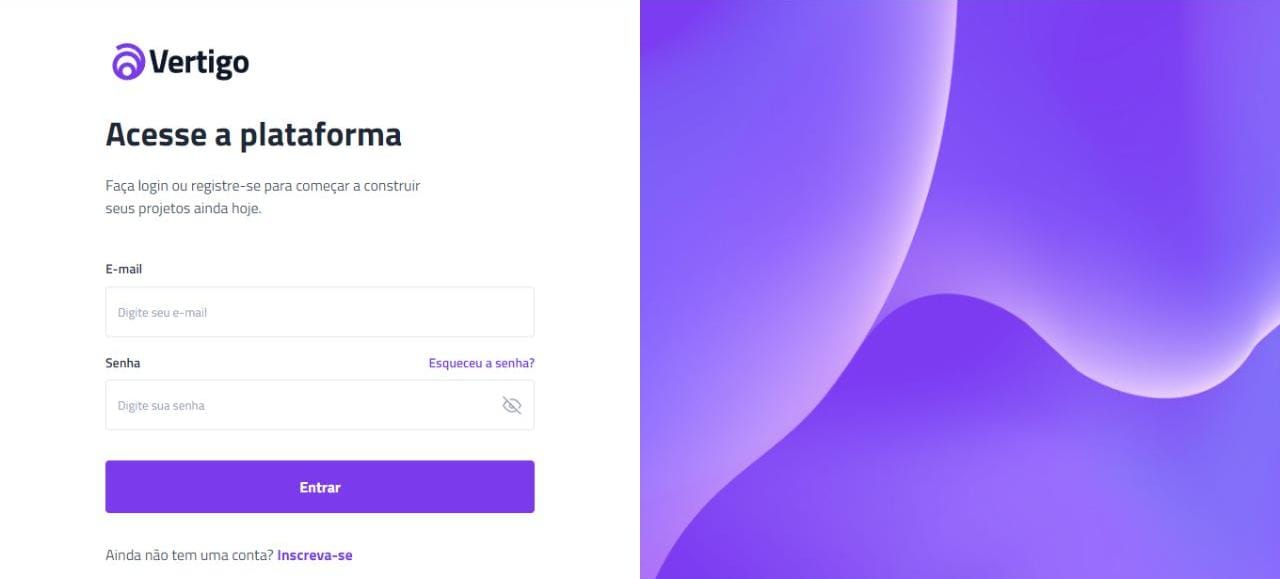 Vertigo
Acesse a plataforma
Faça login ou registre-se para começar a construir
seus projetos ainda hoje.
E-mail
Digite seu e-mail
Senha Esqueceu a senha?
Digite sua senha
Entrar
Ainda não tem uma conta? Inscreva-se